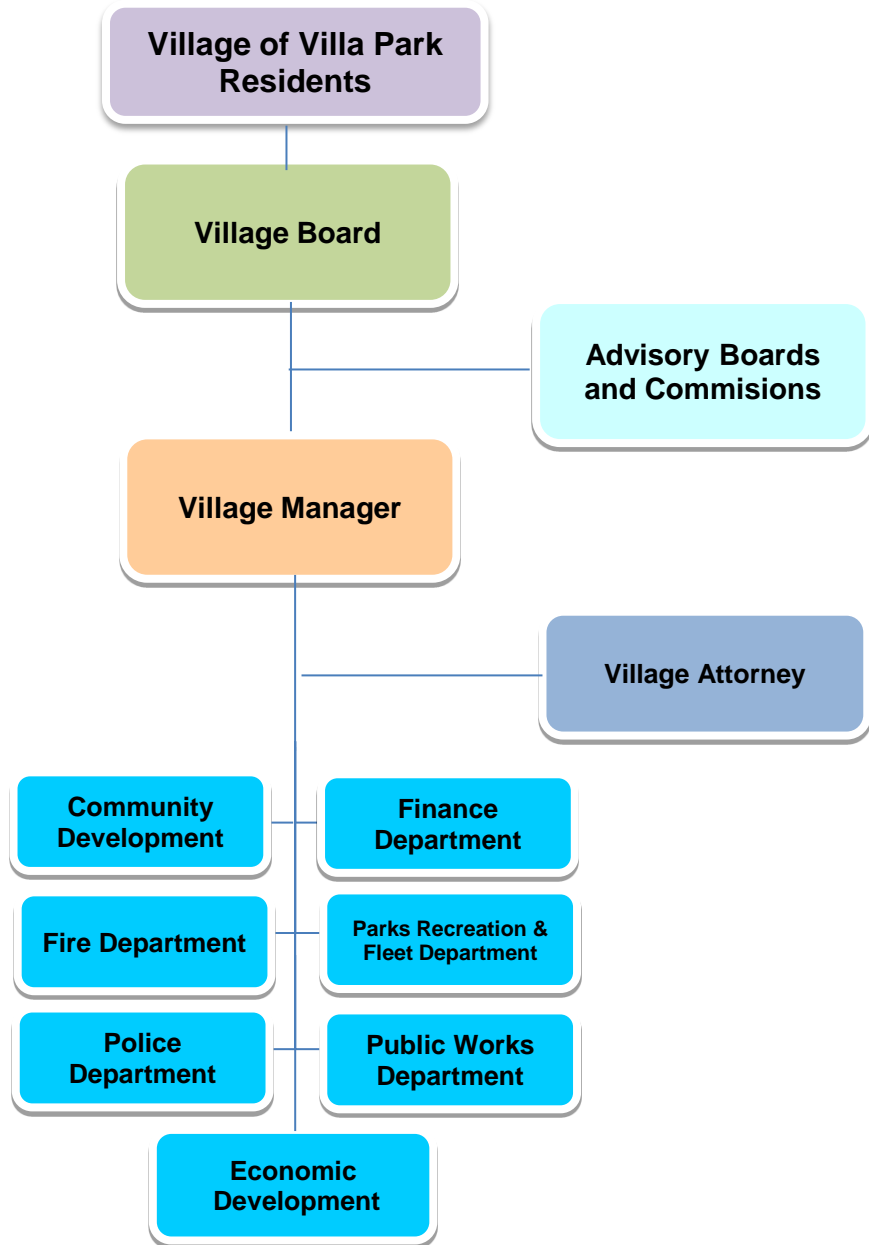 Village of Villa Park
Residents
Village Board
Advisory Boards
and Commisions
Village Manager
Village Attorney
Community
Development
Finance
Department
Fire Department
Parks Recreation &
Fleet Department
Police
Department
Public Works
Department
Economic
Development